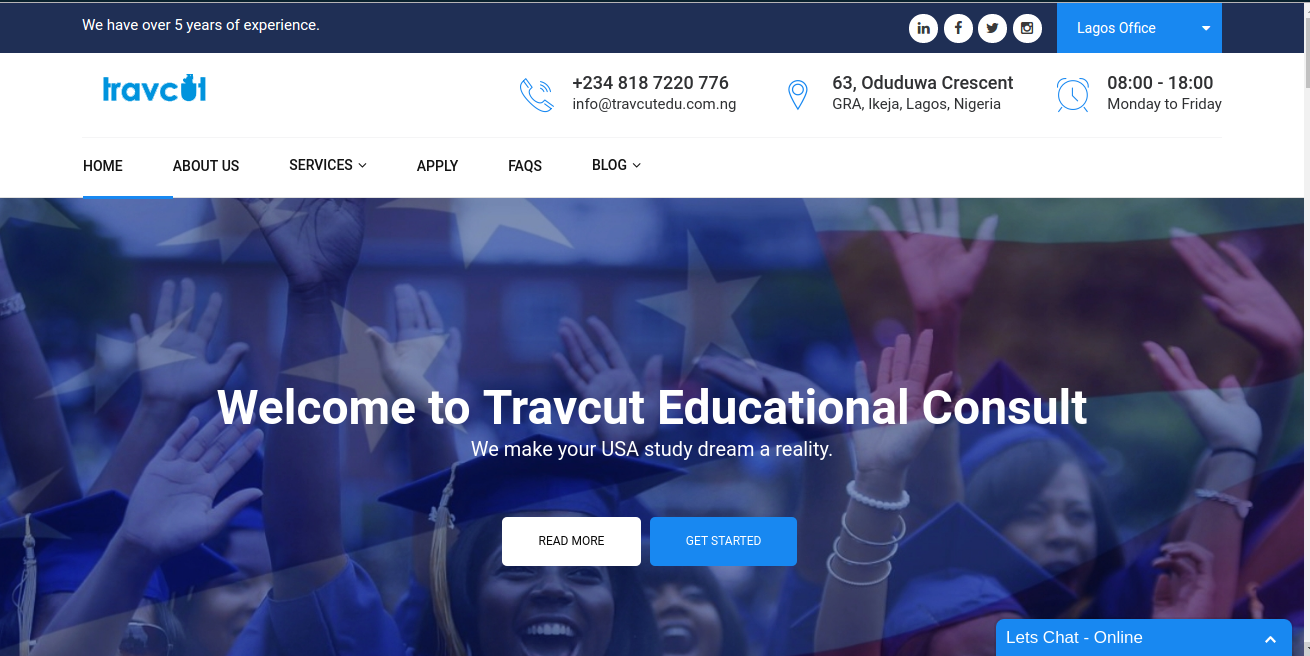 We have over 5 years of experience.
Lagos Office
travcut
+234 818 7220 776
info@travcutedu.com.ng
63, Oduduwa Crescent
GRA, Ikeja, Lagos, Nigeria
08:00 - 18:00
Monday to Friday
HOME ABOUT US SERVICES APPLY FAQS BLOG
Welcome to Travcut Educational Consult
We make your USA study dream a reality.
READ MORE GET STARTED
Lets Chat - Online